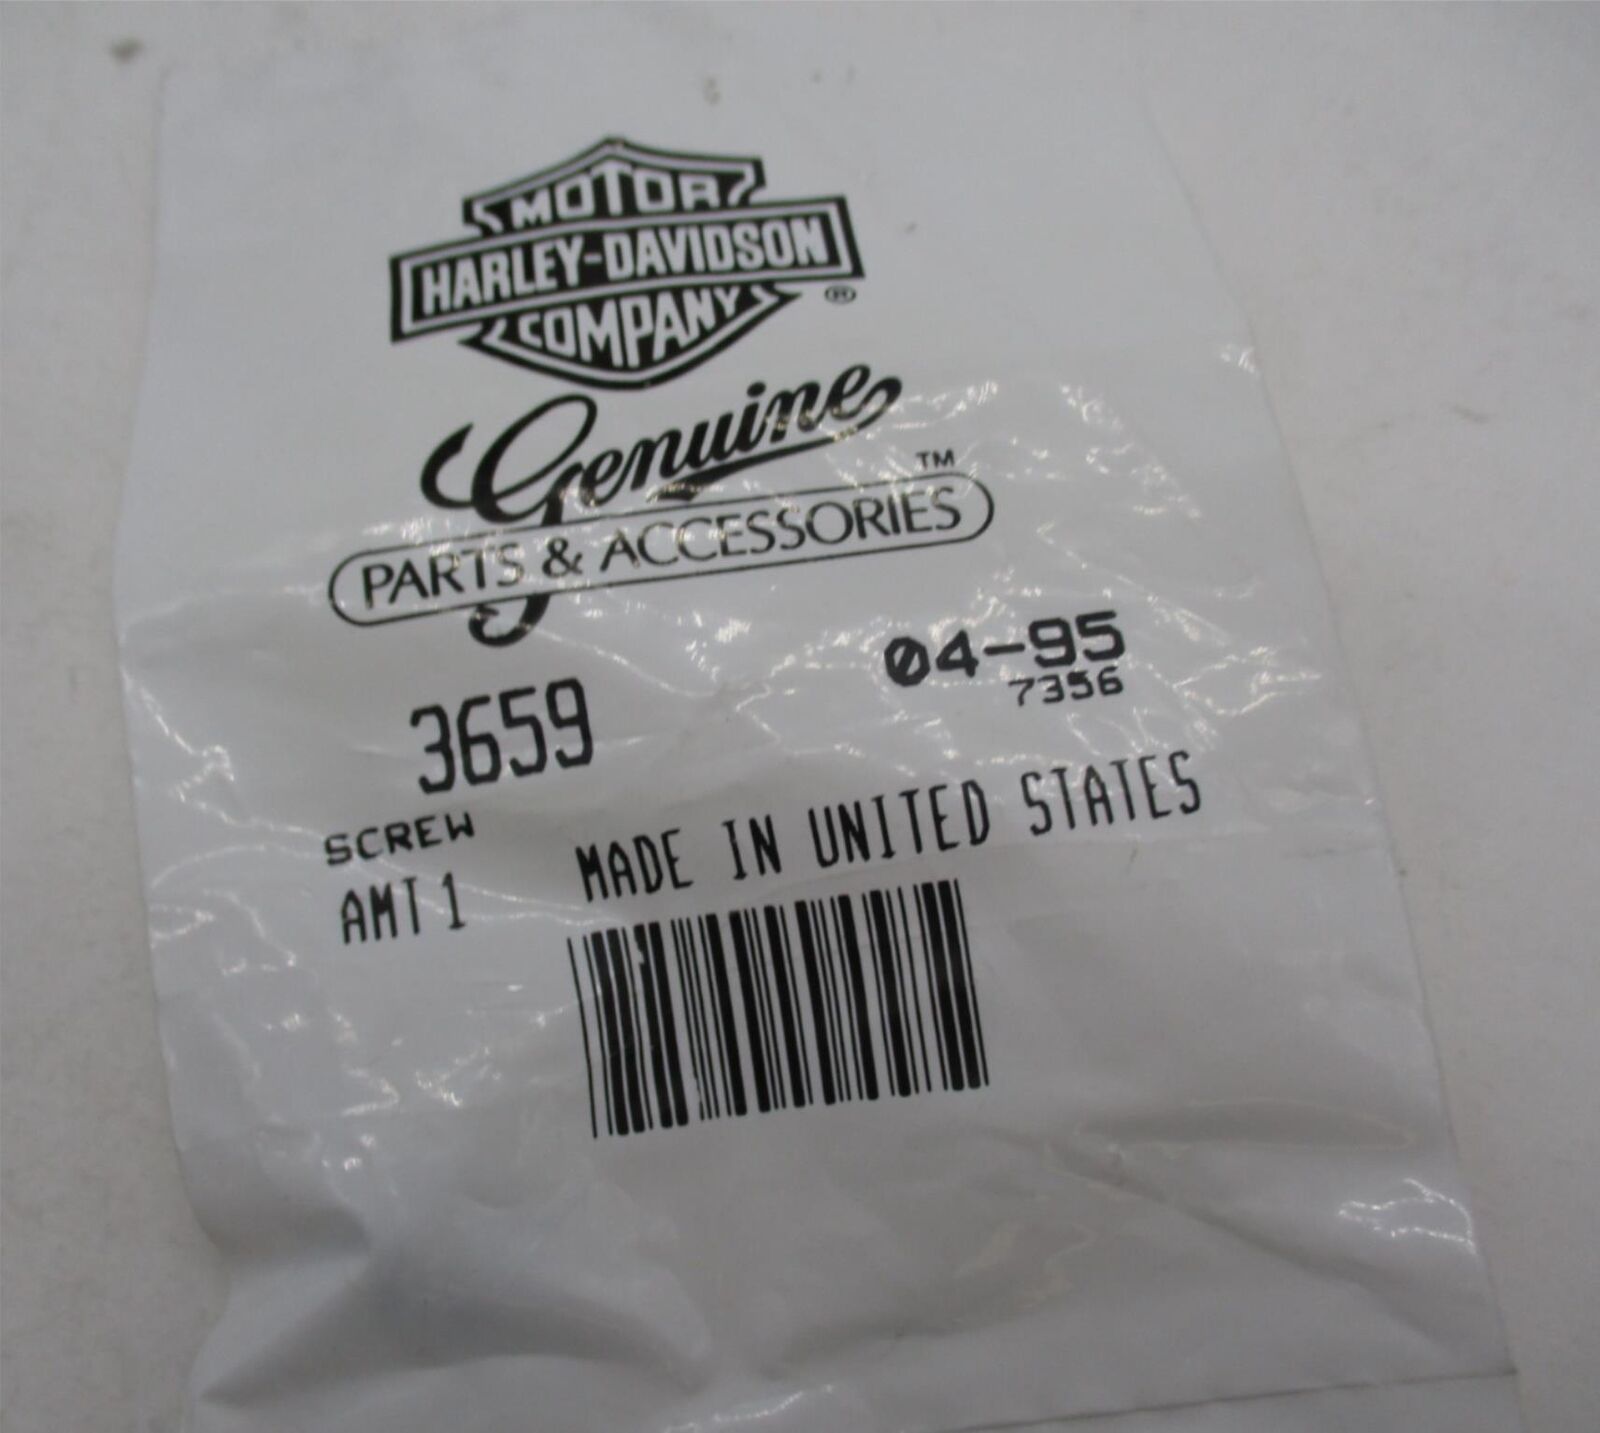 MOTOR
HARLEY-DAVIDSON
COMPANY ®
Genuine
PARTS & ACCESSORIES ™
04-95
7356
3659
SCREW
AMT 1
MADE IN UNITED STATES